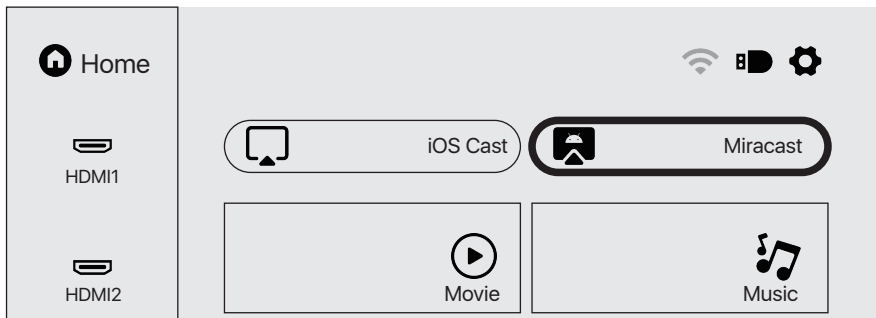 Home
HDMI1
HDMI2
iOS Cast
Miracast
Movie
Music